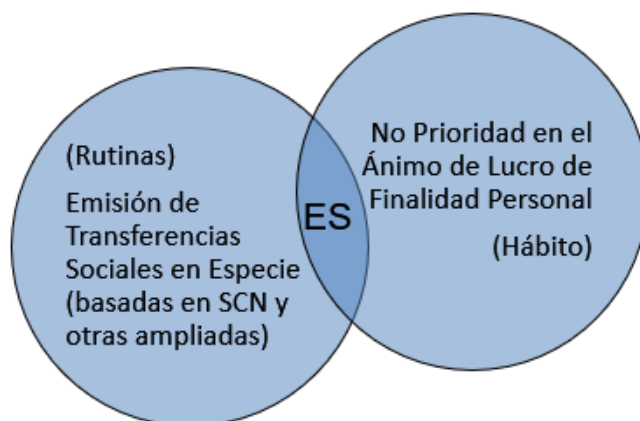 (Rutinas)
Emisión de
Transferencias
Sociales en Especie
(basadas en SCN y
otras ampliadas)
ES
No Prioridad en el
Ánimo de Lucro de
Finalidad Personal
(Hábito)